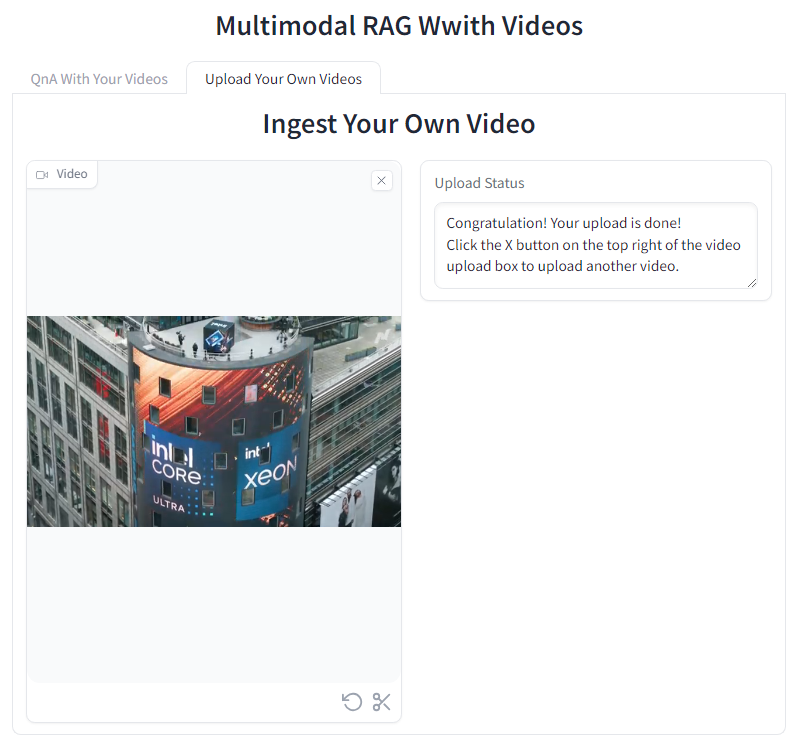 Multimodal RAG Wwith Videos
QnA With Your Videos
Upload Your Own Videos
Ingest Your Own Video
Video
Upload Status
Congratulation! Your upload is done!
Click the X button on the top right of the video
upload box to upload another video.
intel
CORE
ULTRA
intel
XEON